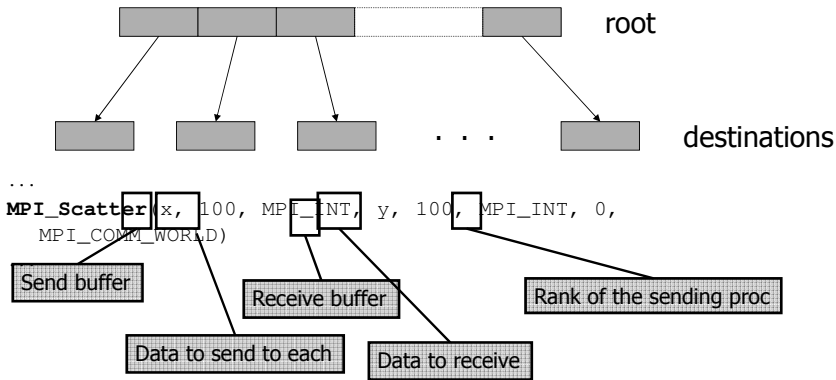 root
. . .
destinations
...
MPI_Scatter(x, 100, MPI_INT, y, 100, MPI_INT, 0,
MPI_COMM_WORLD)
Send buffer
Receive buffer
Rank of the sending proc
Data to send to each
Data to receive